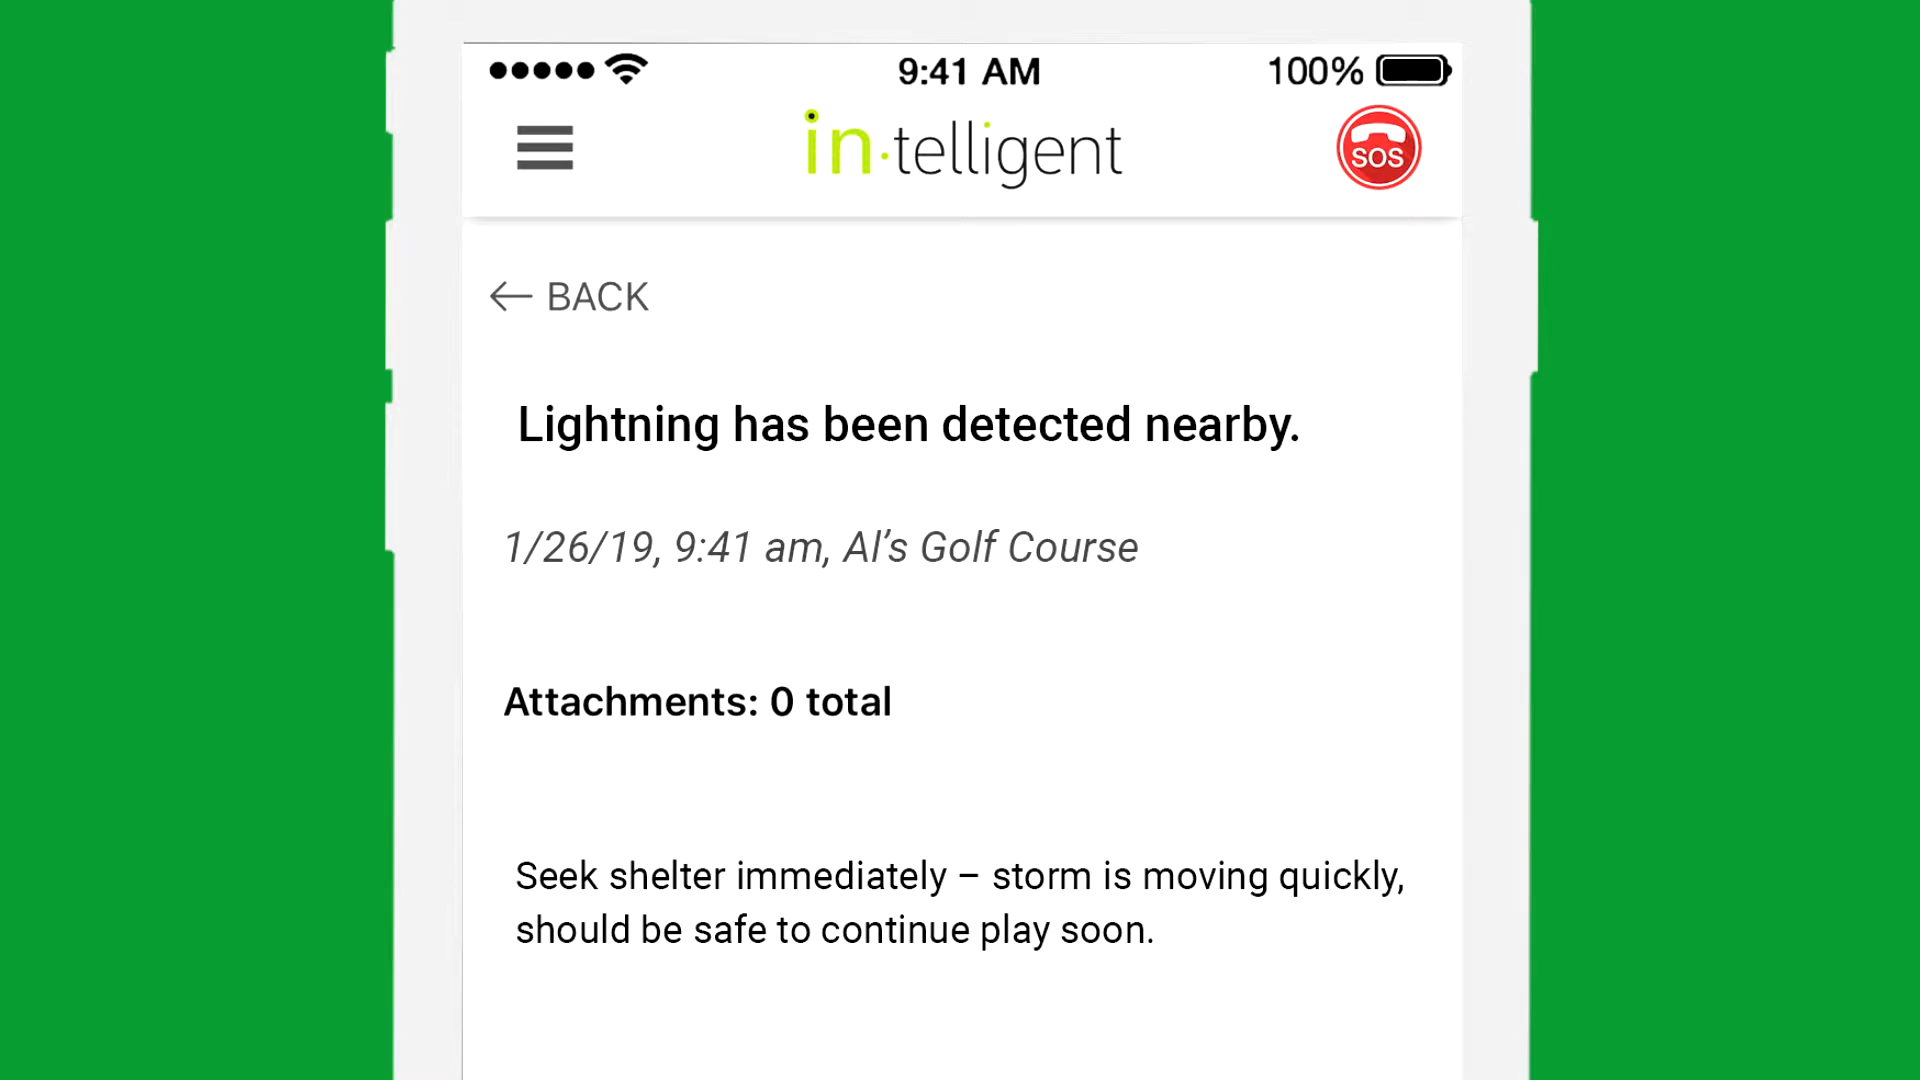 9:41 AM 100%
in·telligent
SOS
BACK
Lightning has been detected nearby.
1/26/19, 9:41 am, Al’s Golf Course
Attachments: 0 total
Seek shelter immediately – storm is moving quickly,
should be safe to continue play soon.